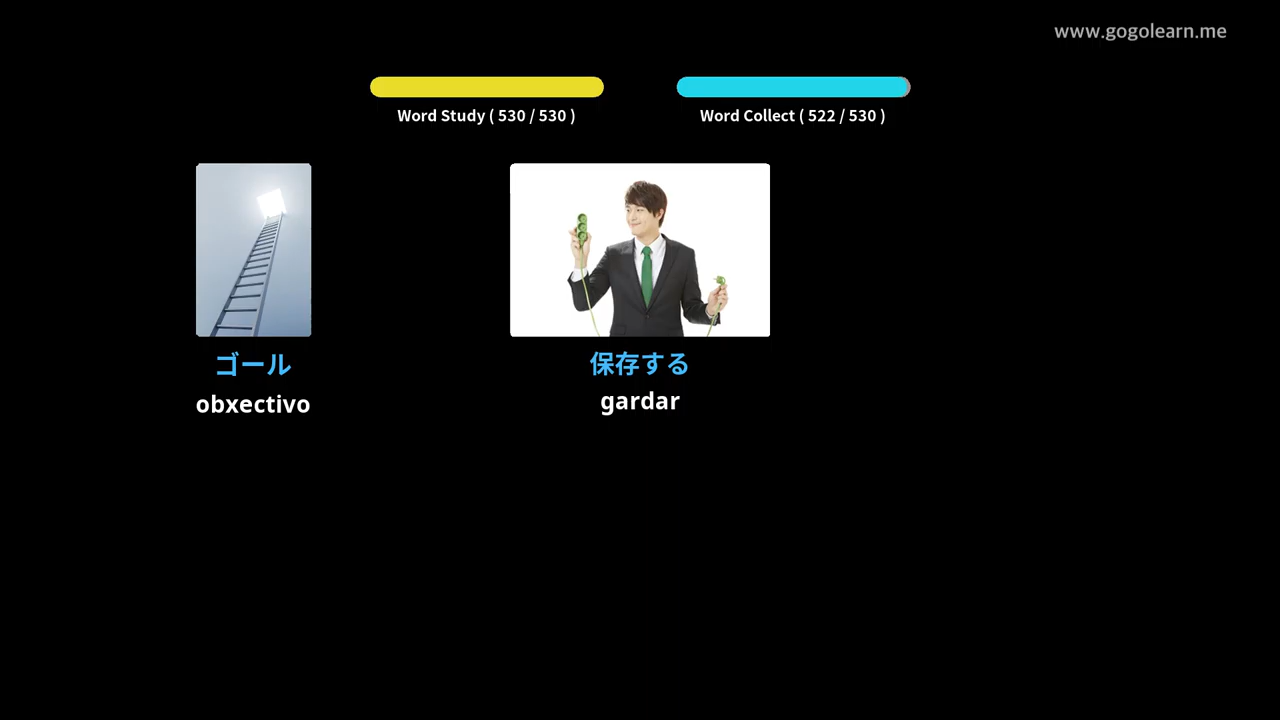 www.gogolearn.me
Word Study ( 530 / 530 )
Word Collect ( 522 / 530 )
ゴール
obxectivo
保存する
gardar